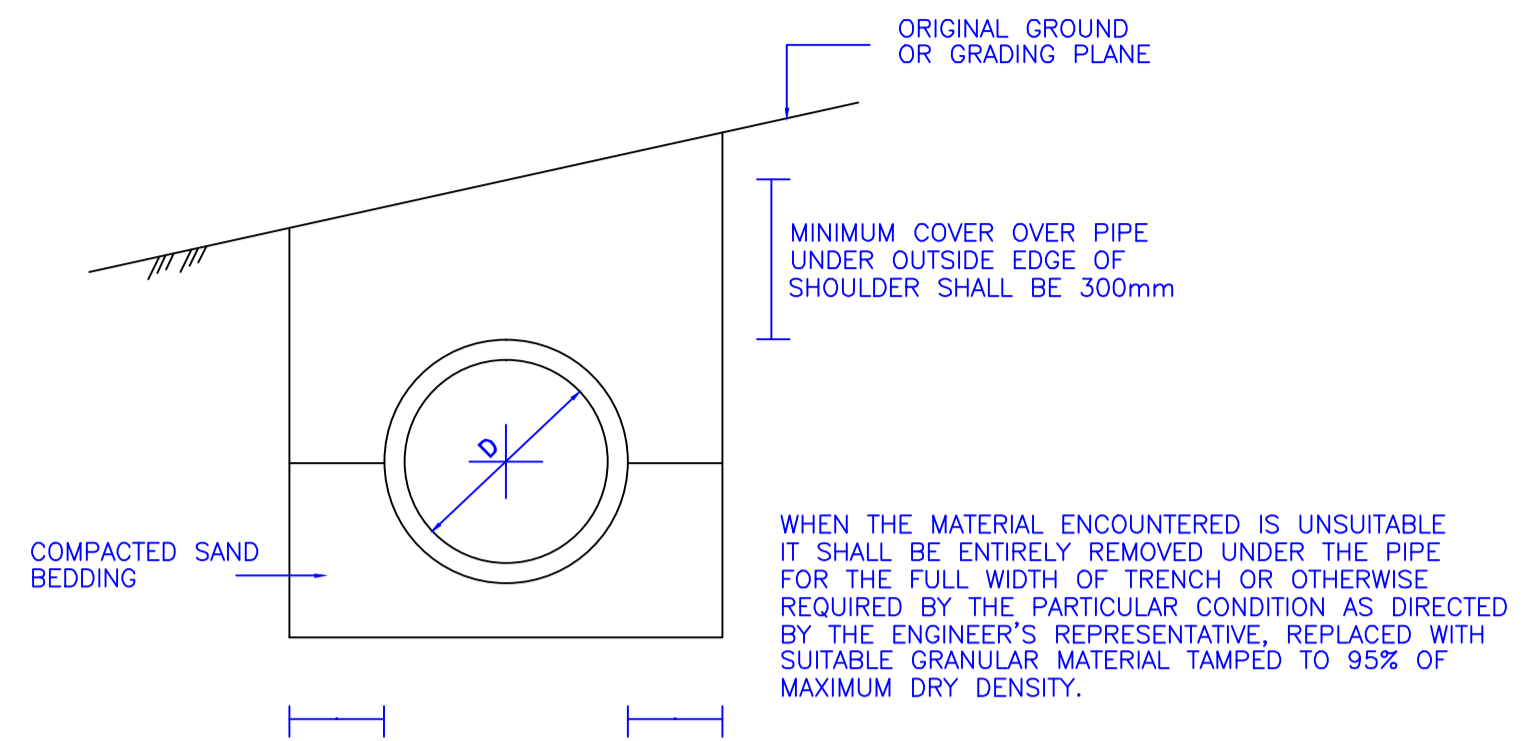 ORIGINAL GROUND
OR GRADING PLANE
MINIMUM COVER OVER PIPE
UNDER OUTSIDE EDGE OF
SHOULDER SHALL BE 300mm
D
COMPACTED SAND
BEDDING
WHEN THE MATERIAL ENCOUNTERED IS UNSUITABLE
IT SHALL BE ENTIRELY REMOVED UNDER THE PIPE
FOR THE FULL WIDTH OF TRENCH OR OTHERWISE
REQUIRED BY THE PARTICULAR CONDITION AS DIRECTED
BY THE ENGINEER'S REPRESENTATIVE, REPLACED WITH
SUITABLE GRANULAR MATERIAL TAMPED TO 95% OF
MAXIMUM DRY DENSITY.